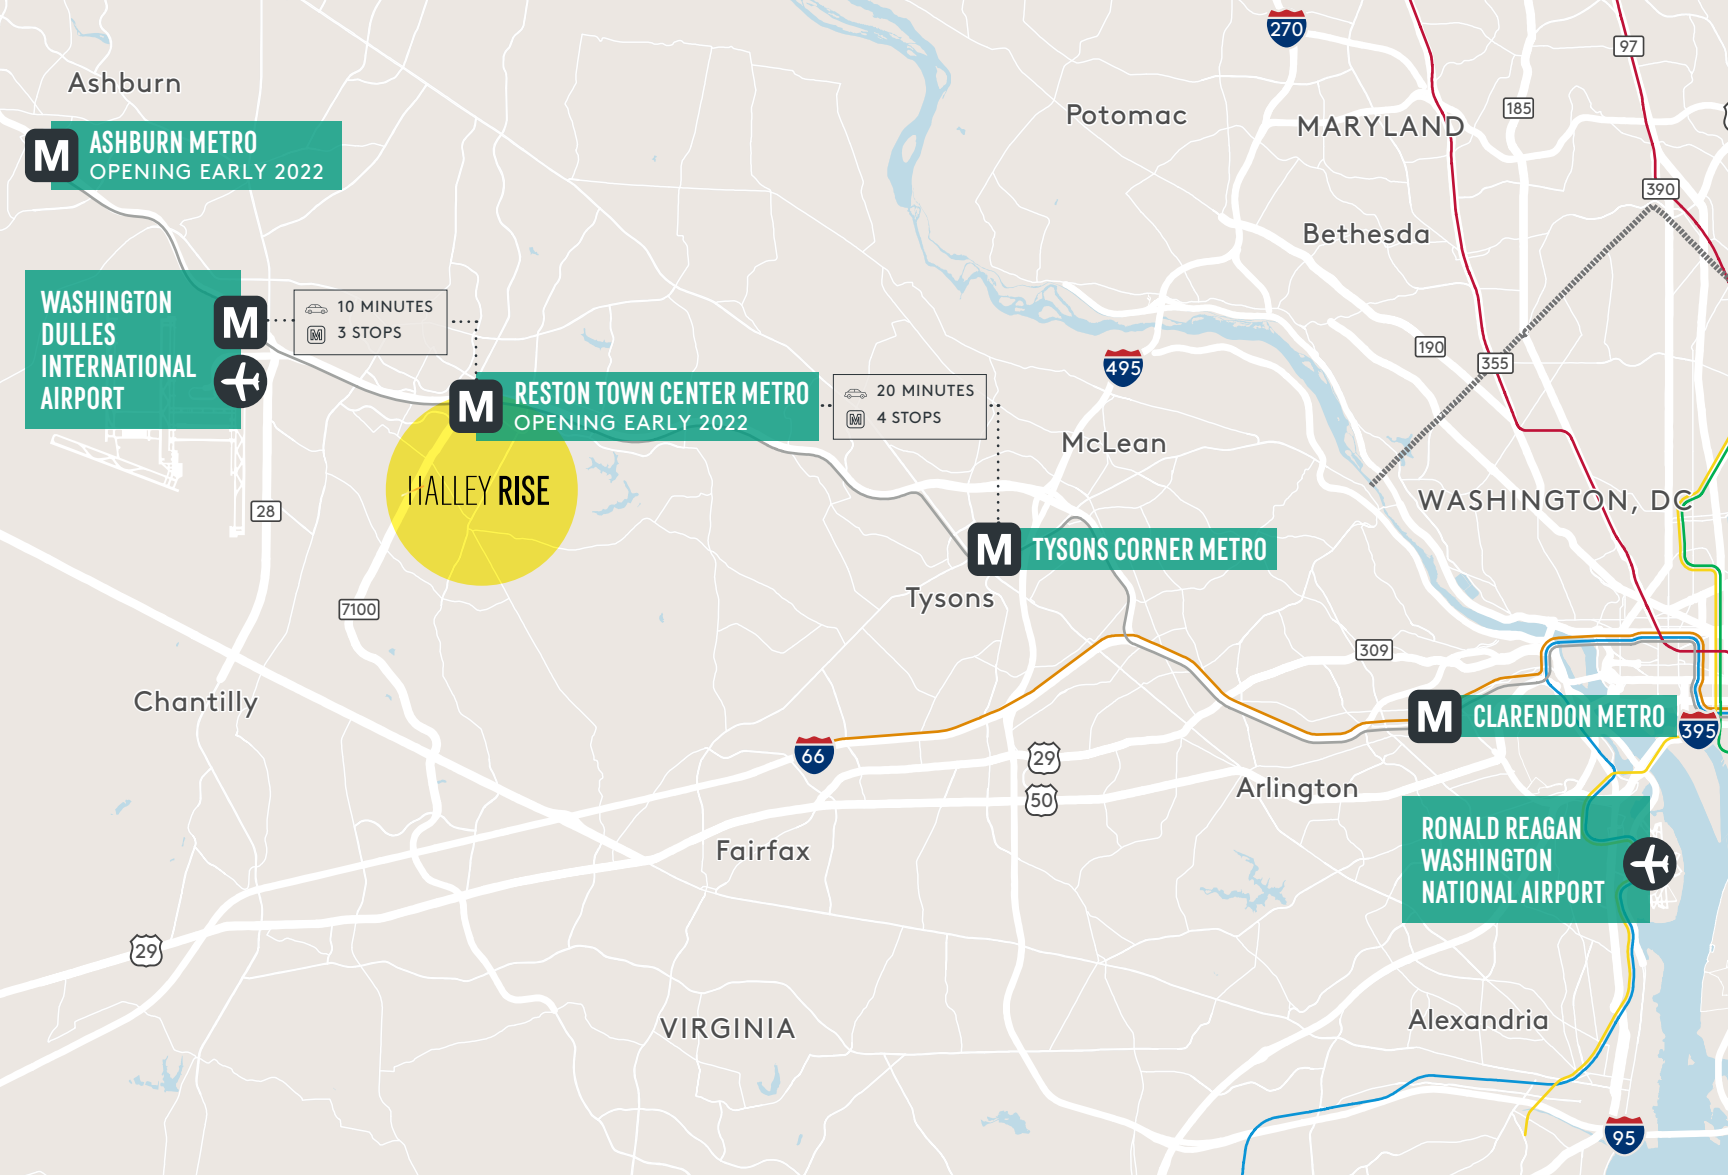 270
97
Ashburn
185
Potomac
MARYLAND
M
ASHBURN METRO
OPENING EARLY 2022
390
Bethesda
WASHINGTON
DULLES
INTERNATIONAL
AIRPORT
M
10 MINUTES
M
3 STOPS
190
355
495
M
RESTON TOWN CENTER METRO
OPENING EARLY 2022
20 MINUTES
M
4 STOPS
McLean
HALLEY RISE
WASHINGTON, DC
28
M
TYSONS CORNER METRO
Tysons
7100
309
Chantilly
M
CLARENDON METRO
395
66
29
50
Arlington
Fairfax
RONALD REAGAN
WASHINGTON
NATIONAL AIRPORT
29
VIRGINIA
Alexandria
95